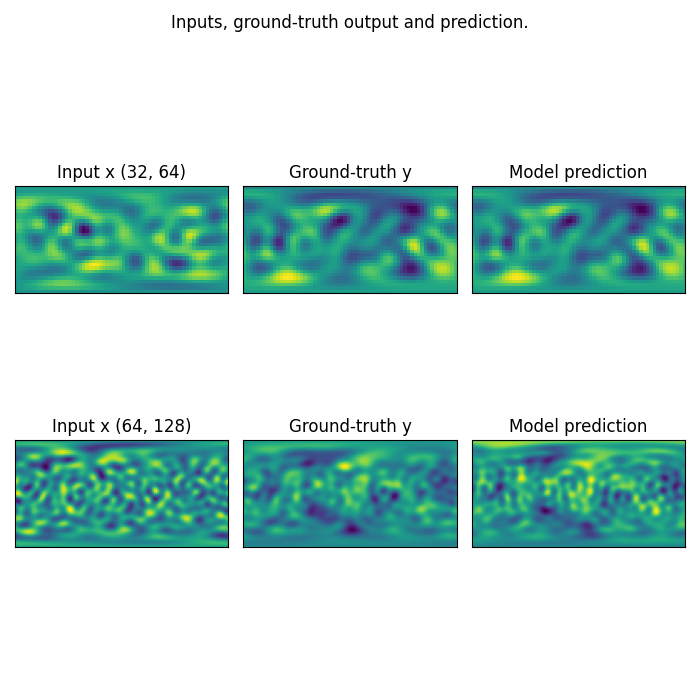 Inputs, ground-truth output and prediction.
Input x (32, 64)
Ground-truth y
Model prediction
Input x (64, 128)
Ground-truth y
Model prediction